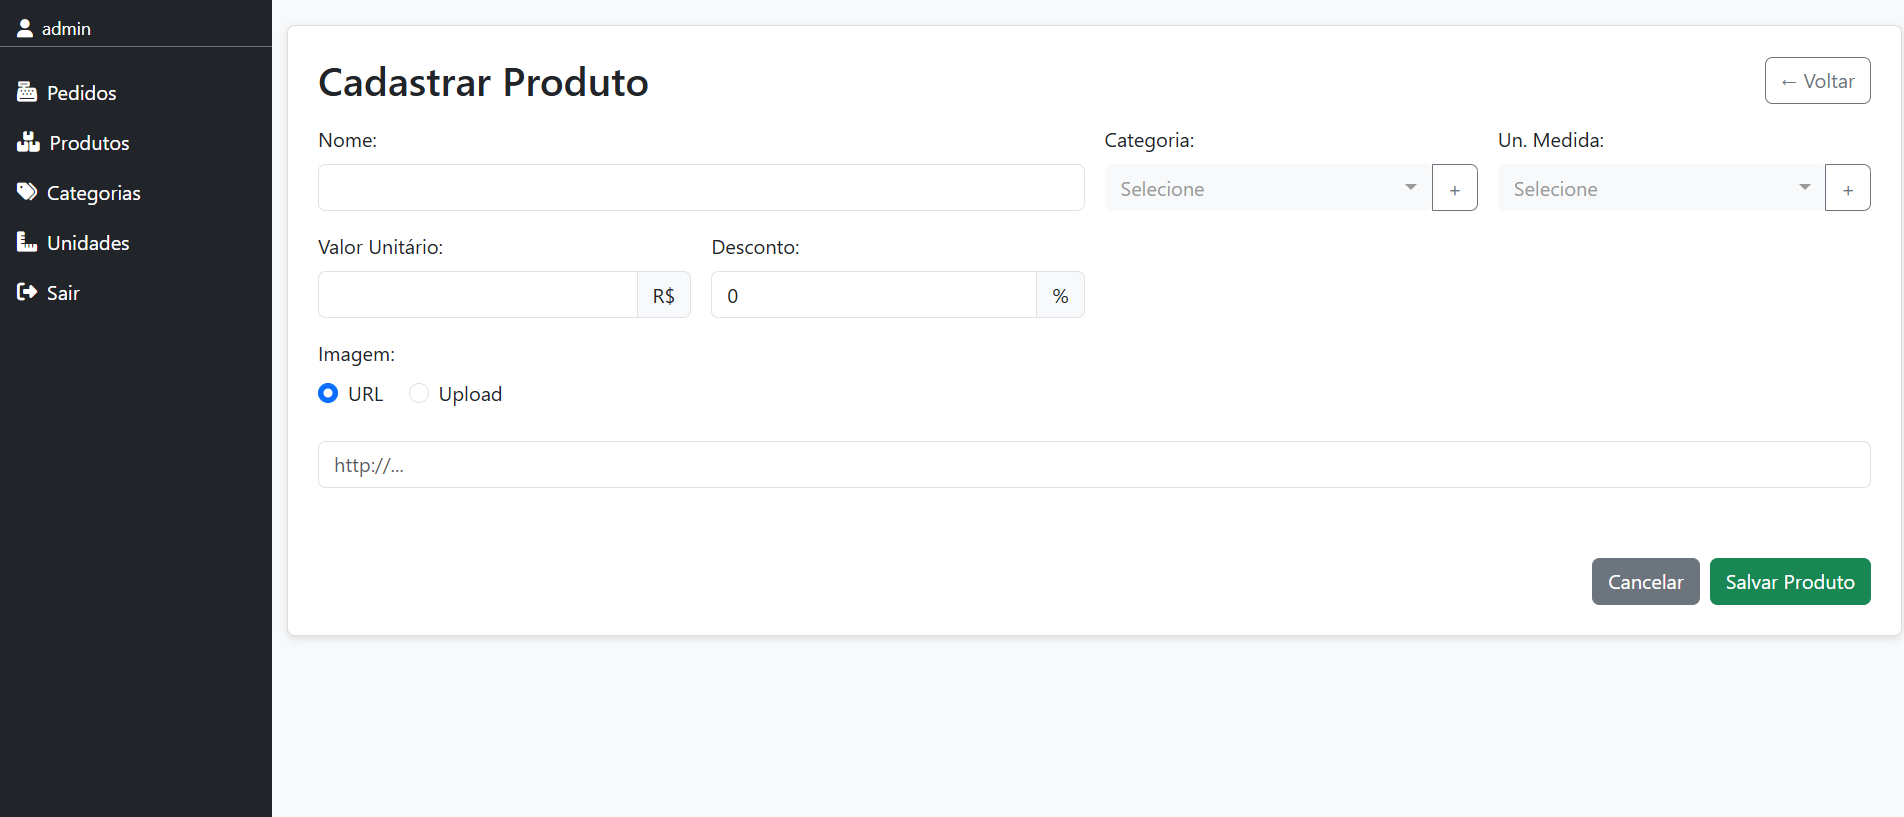 admin
Pedidos
Produtos
Categorias
Unidades
Sair
Cadastrar Produto
← Voltar
Nome:
Categoria:
Un. Medida:
Selecione
+
Selecione
+
Valor Unitário:
Desconto:
R$
0
%
Imagem:
URL
Upload
http://...
Cancelar
Salvar Produto